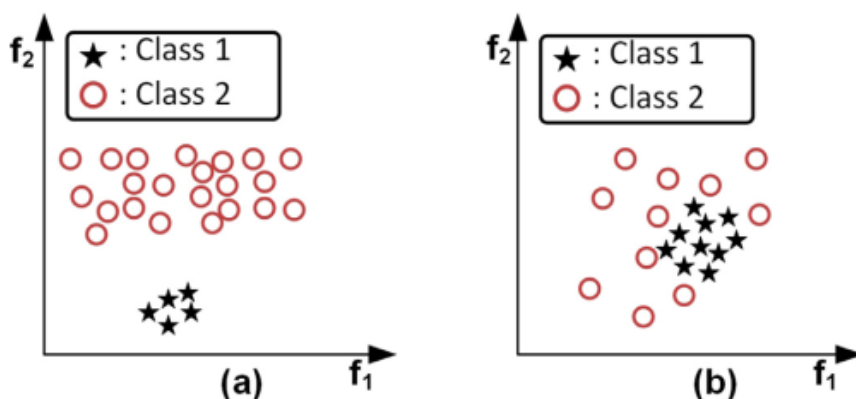 f2
★ : Class 1
○ : Class 2
f1
(a)
f2
★ : Class 1
○ : Class 2
f1
(b)